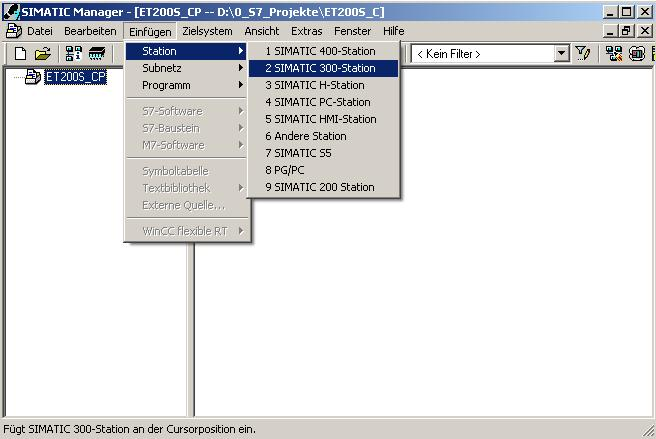 SIMATIC Manager - [ET200S_CP -- D:\0_S7_Projekte\ET200S_C]
Datei Bearbeiten Einfügen Zielsystem Ansicht Extras Fenster Hilfe
< Kein Filter >
ET200S_CP
Station
Subnetz
Programm
S7-Software
S7-Baustein
M7-Software
Symboltabelle
Textbibliothek
Externe Quelle...
WinCC flexible RT
1 SIMATIC 400-Station
2 SIMATIC 300-Station
3 SIMATIC H-Station
4 SIMATIC PC-Station
5 SIMATIC HMI-Station
6 Andere Station
7 SIMATIC S5
8 PG/PC
9 SIMATIC 200 Station
Fügt SIMATIC 300-Station an der Cursorposition ein.